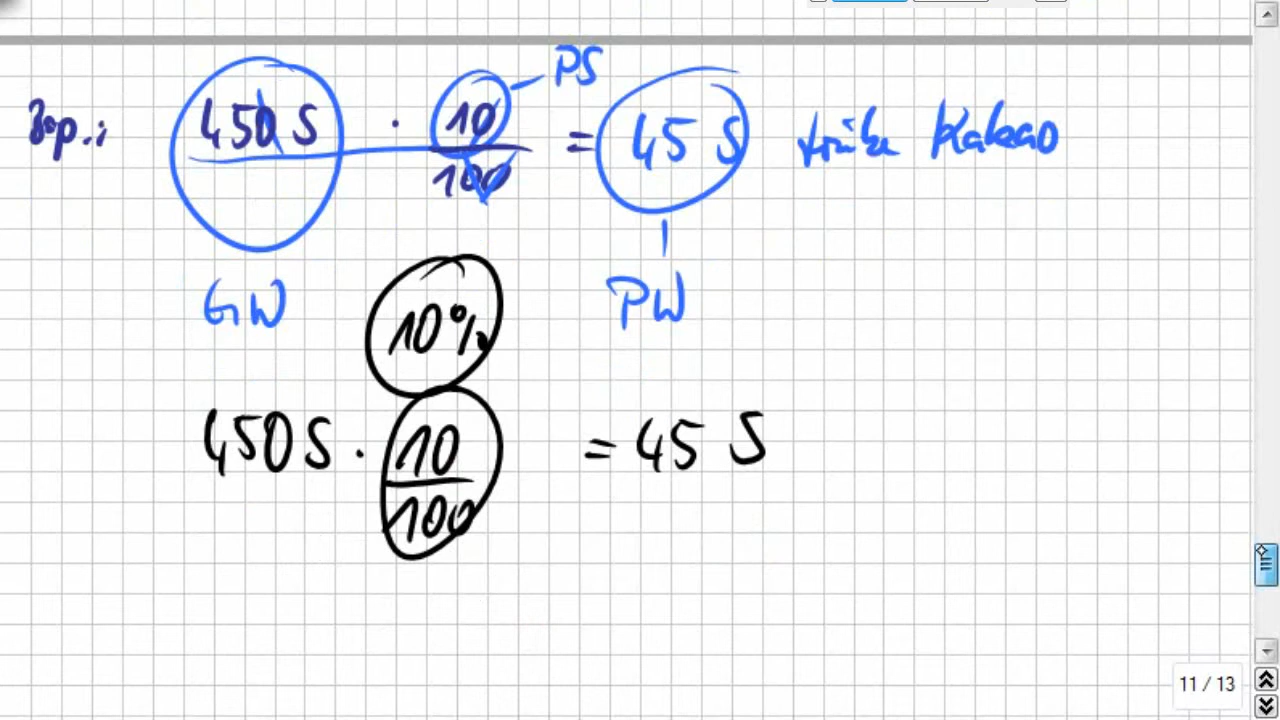 PS
Bsp.: 450 S · 10/100 = 45 S trinke Kakao
GW PW
10%
450 S · 10/100 = 45 S
11 / 13